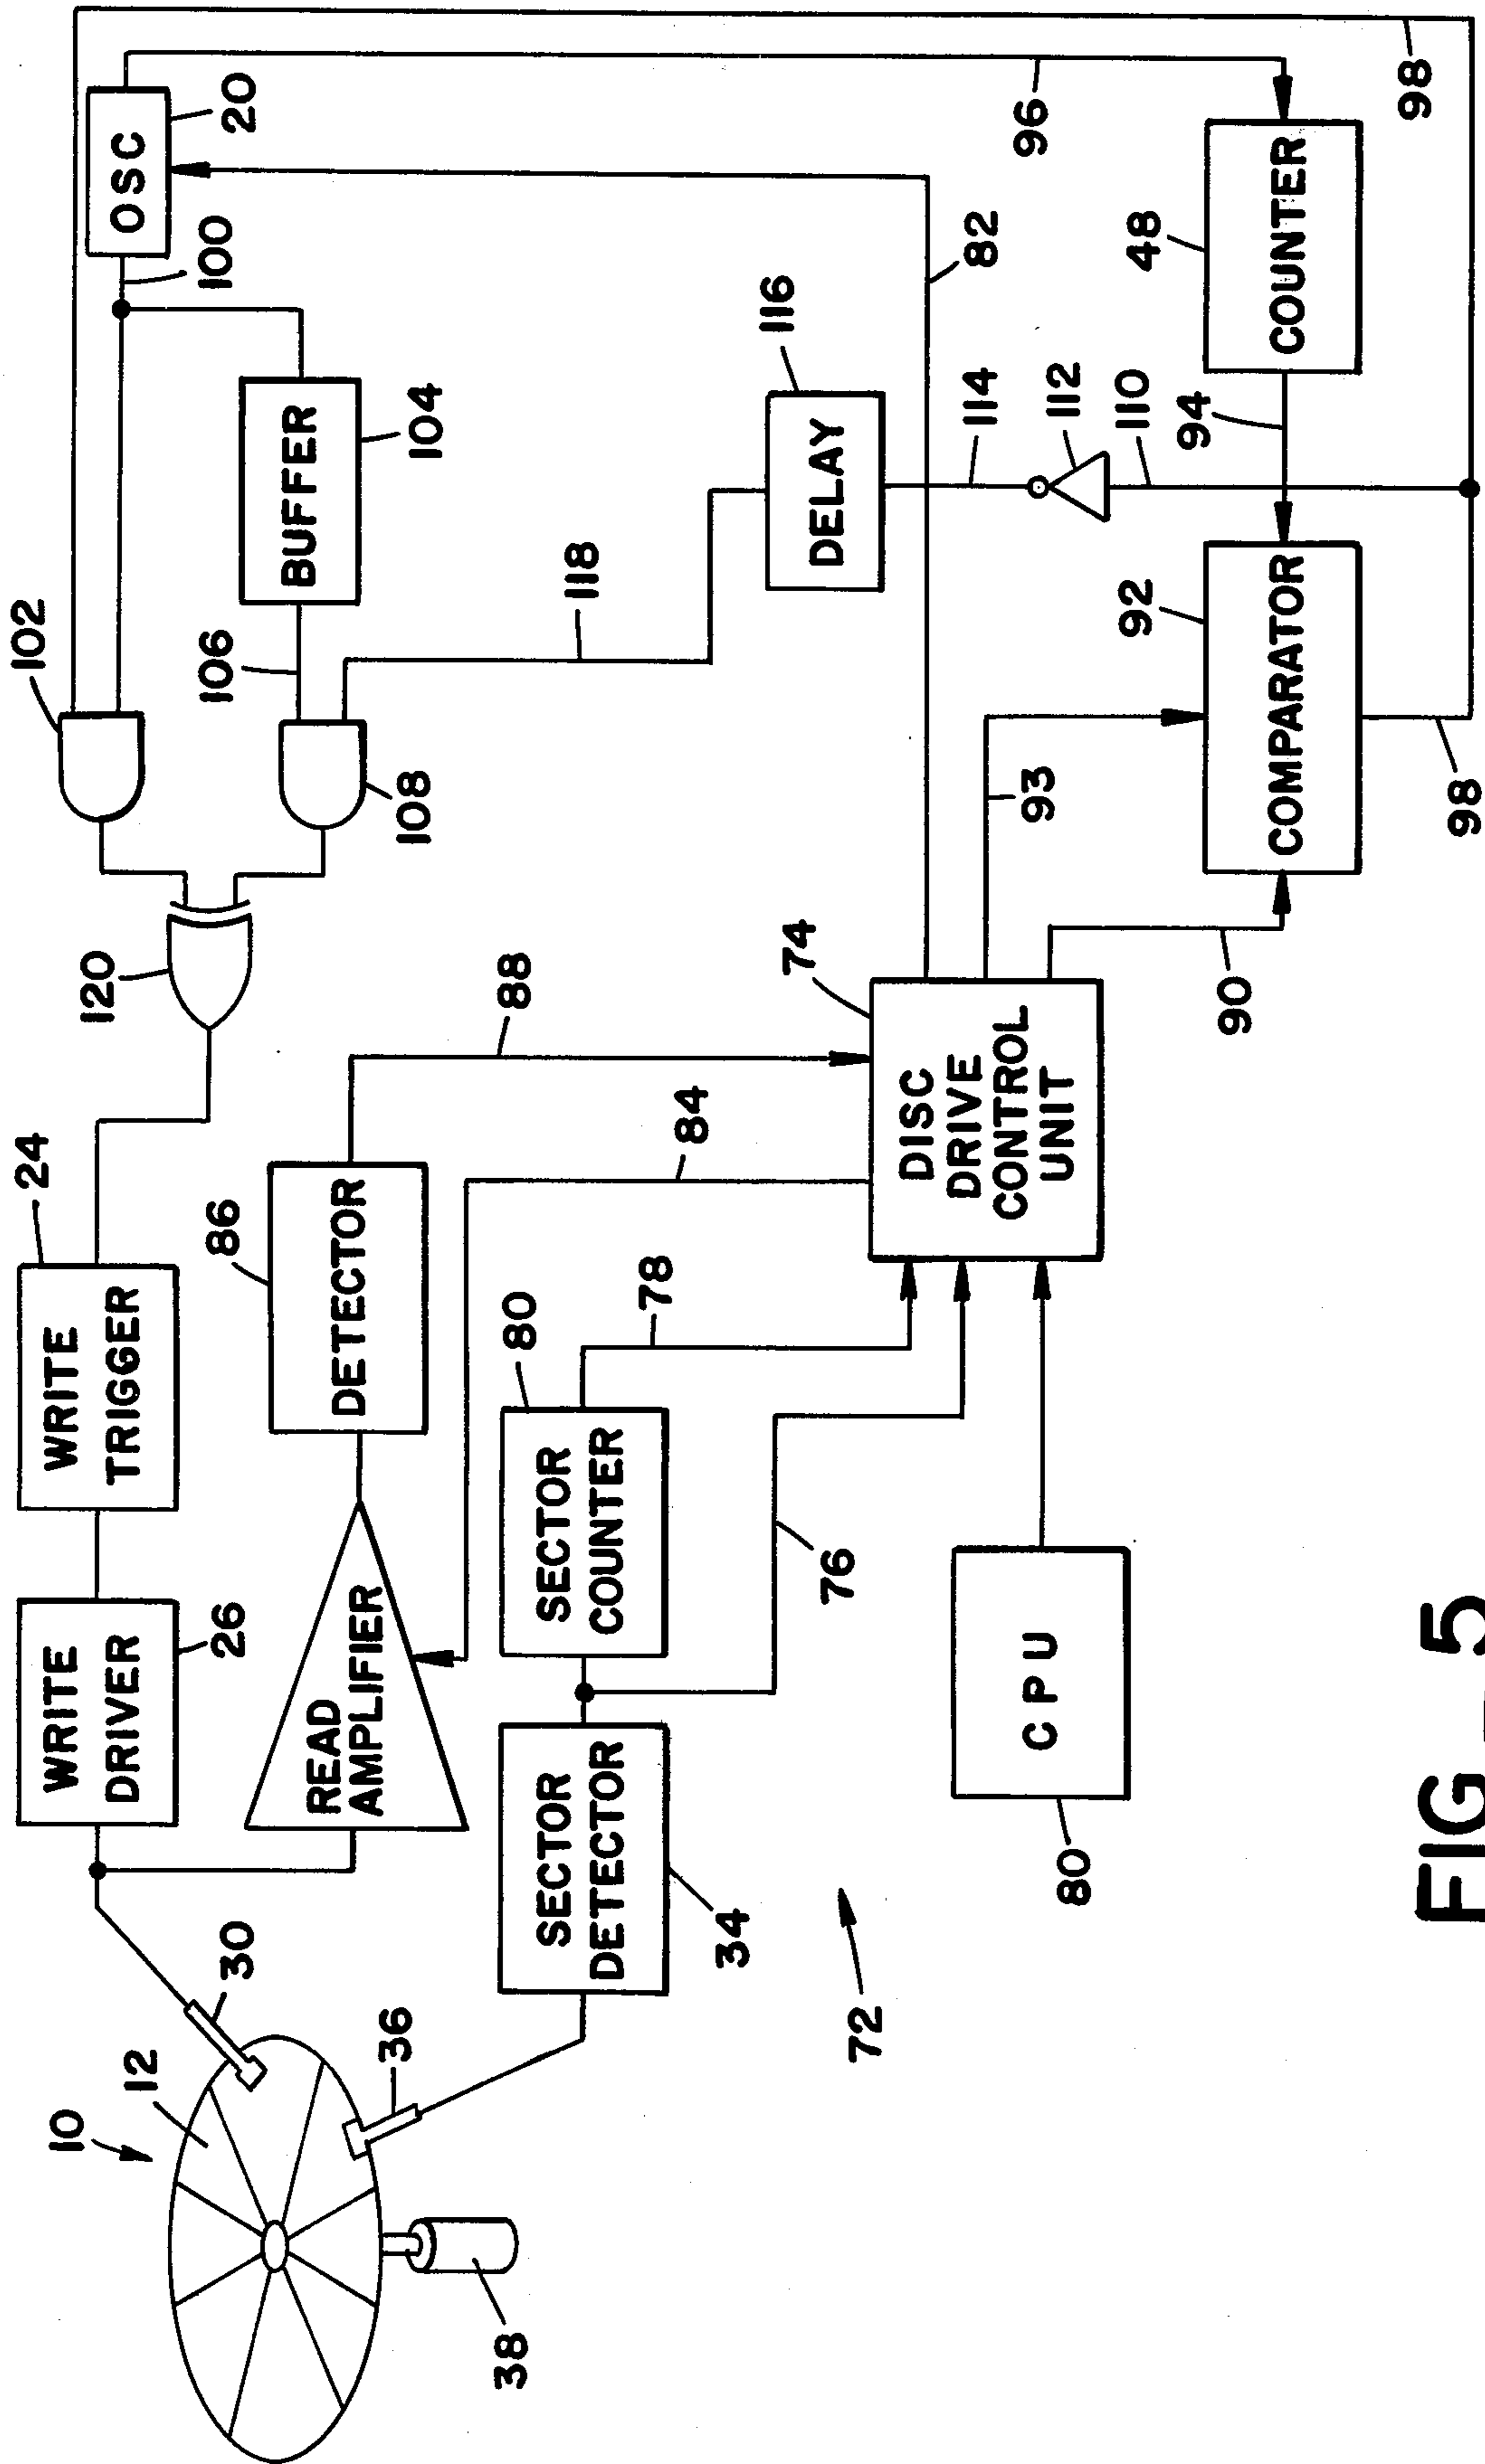 10
12
30
36
38
WRITE
DRIVER
26
WRITE
TRIGGER
24
READ
AMPLIFIER
DETECTOR
86
88
84
SECTOR
DETECTOR
34
SECTOR
COUNTER
80
78
76
72
CPU
80
DISC
DRIVE
CONTROL
UNIT
74
82
93
90
120
102
108
106
118
BUFFER
104
100
OSC
20
DELAY
116
114
112
110
COMPARATOR
92
94
COUNTER
48
96
98
98
FIG_5